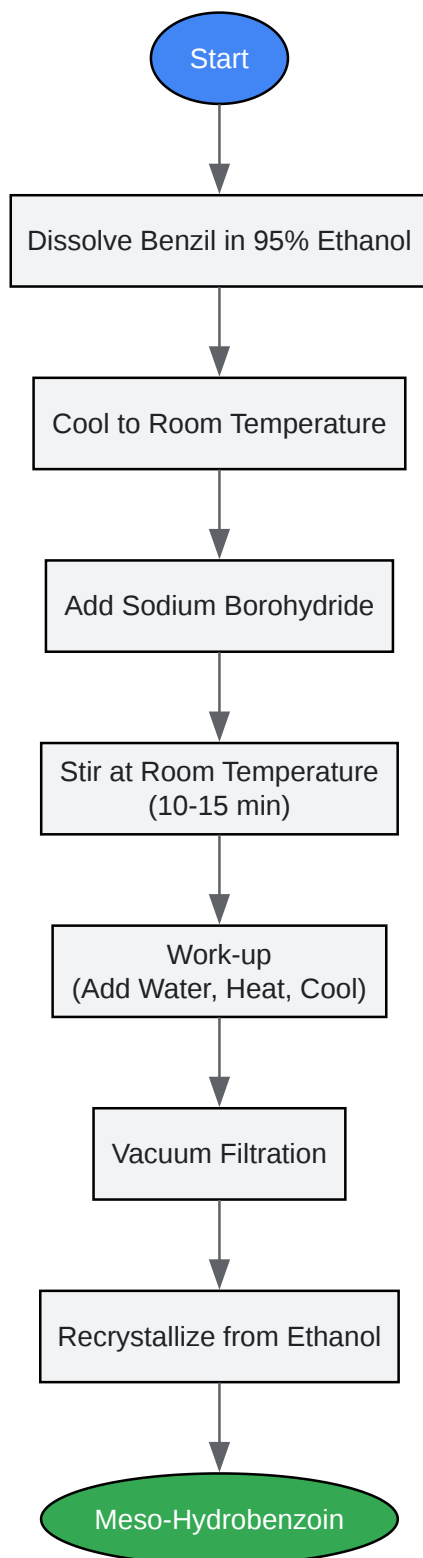 Start
Dissolve Benzil in 95% Ethanol
Cool to Room Temperature
Add Sodium Borohydride
Stir at Room Temperature
(10-15 min)
Work-up
(Add Water, Heat, Cool)
Vacuum Filtration
Recrystallize from Ethanol
Meso-Hydrobenzoin